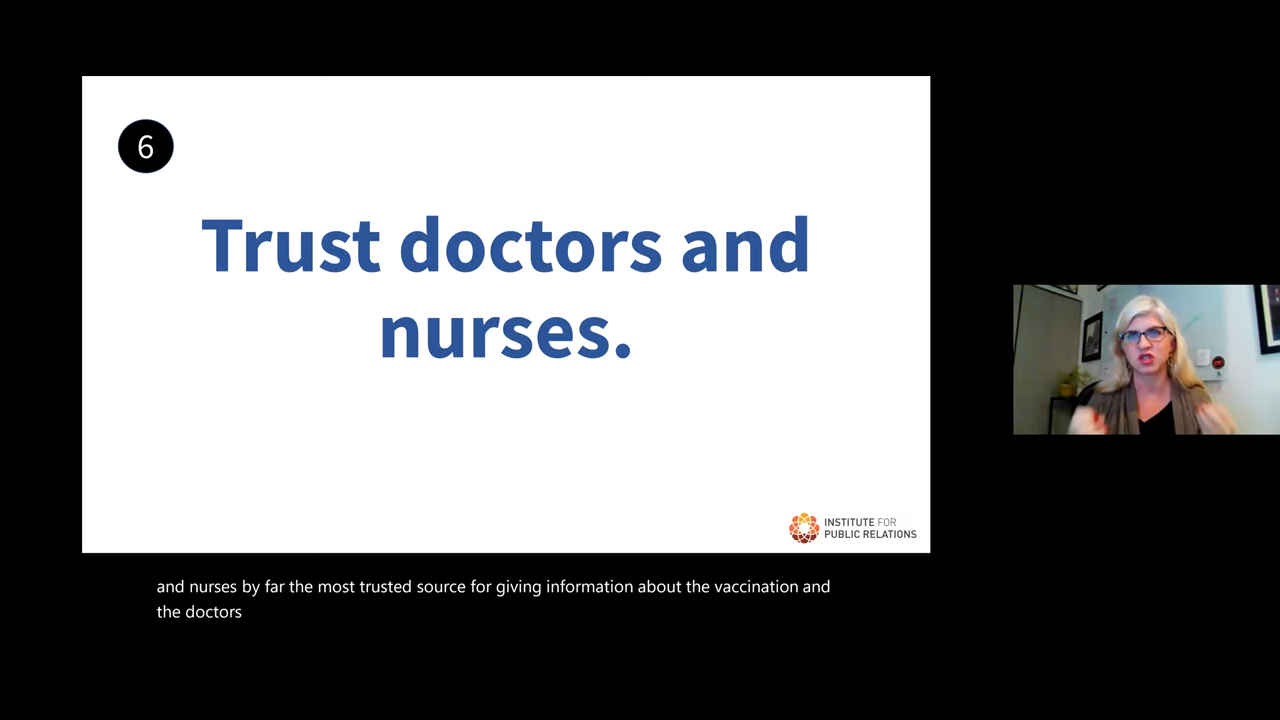 6
Trust doctors and
nurses.
INSTITUTE FOR
PUBLIC RELATIONS
and nurses by far the most trusted source for giving information about the vaccination and
the doctors